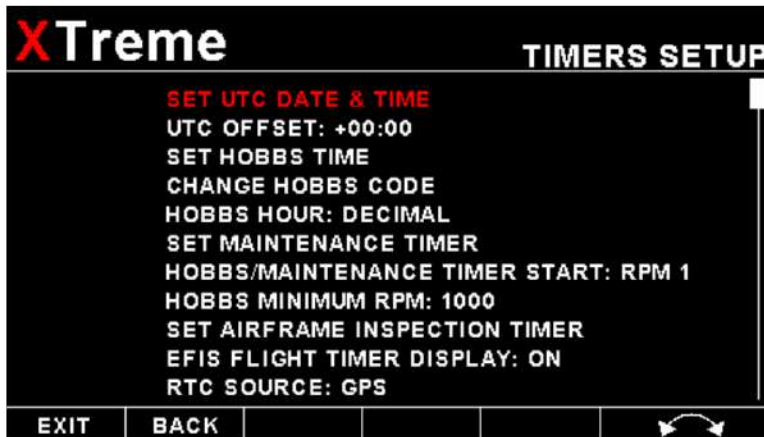 XTreme
TIMERS SETUP
SET UTC DATE & TIME
UTC OFFSET: +00:00
SET HOBBS TIME
CHANGE HOBBS CODE
HOBBS HOUR: DECIMAL
SET MAINTENANCE TIMER
HOBBS/MAINTENANCE TIMER START: RPM 1
HOBBS MINIMUM RPM: 1000
SET AIRFRAME INSPECTION TIMER
EFIS FLIGHT TIMER DISPLAY: ON
RTC SOURCE: GPS
EXIT BACK